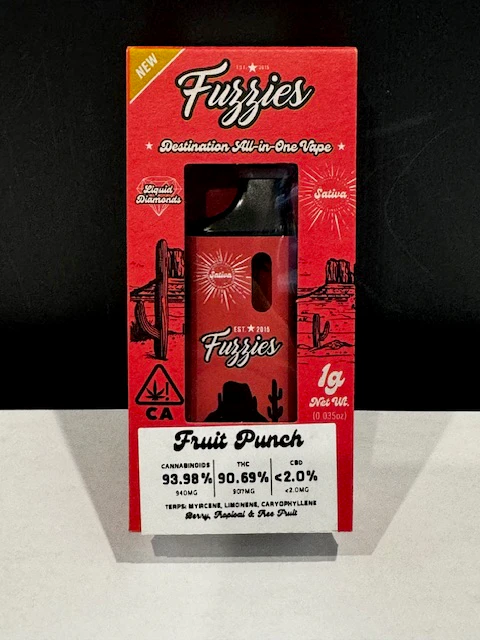 NEW
EST. ★ 2015
Fuzzies
★ Destination All-in-One Vape ★
Liquid
Diamonds
Sativa
Sativa
EST. ★ 2015
Fuzzies
1g
Net Wt.
(0.035oz)
CA
Fruit Punch
CANNABINOIDS THC CBD
93.98% 90.69% <2.0%
940MG 907MG <2.0MG
TERPS: MYRCENE, LIMONENE, CARYOPHYLLENE
Berry, Tropical & Tree Fruit